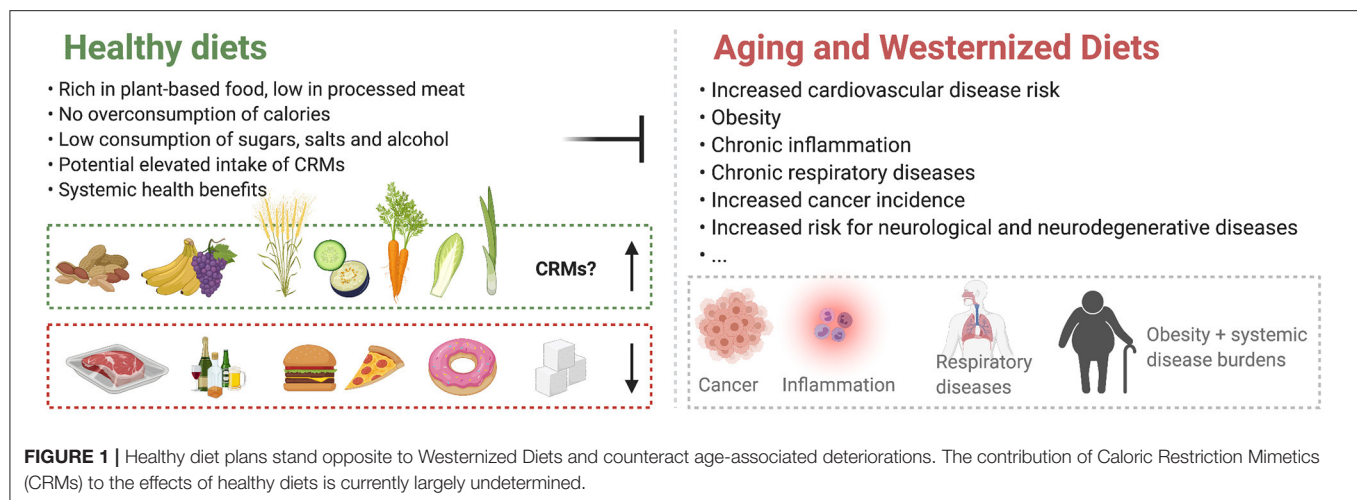 Healthy diets
• Rich in plant-based food, low in processed meat
• No overconsumption of calories
• Low consumption of sugars, salts and alcohol
• Potential elevated intake of CRMs
• Systemic health benefits
CRMs?
Aging and Westernized Diets
• Increased cardiovascular disease risk
• Obesity
• Chronic inflammation
• Chronic respiratory diseases
• Increased cancer incidence
• Increased risk for neurological and neurodegenerative diseases
• ...
Cancer
Inflammation
Respiratory
diseases
Obesity + systemic
disease burdens
FIGURE 1 | Healthy diet plans stand opposite to Westernized Diets and counteract age-associated deteriorations. The contribution of Caloric Restriction Mimetics
(CRMs) to the effects of healthy diets is currently largely undetermined.